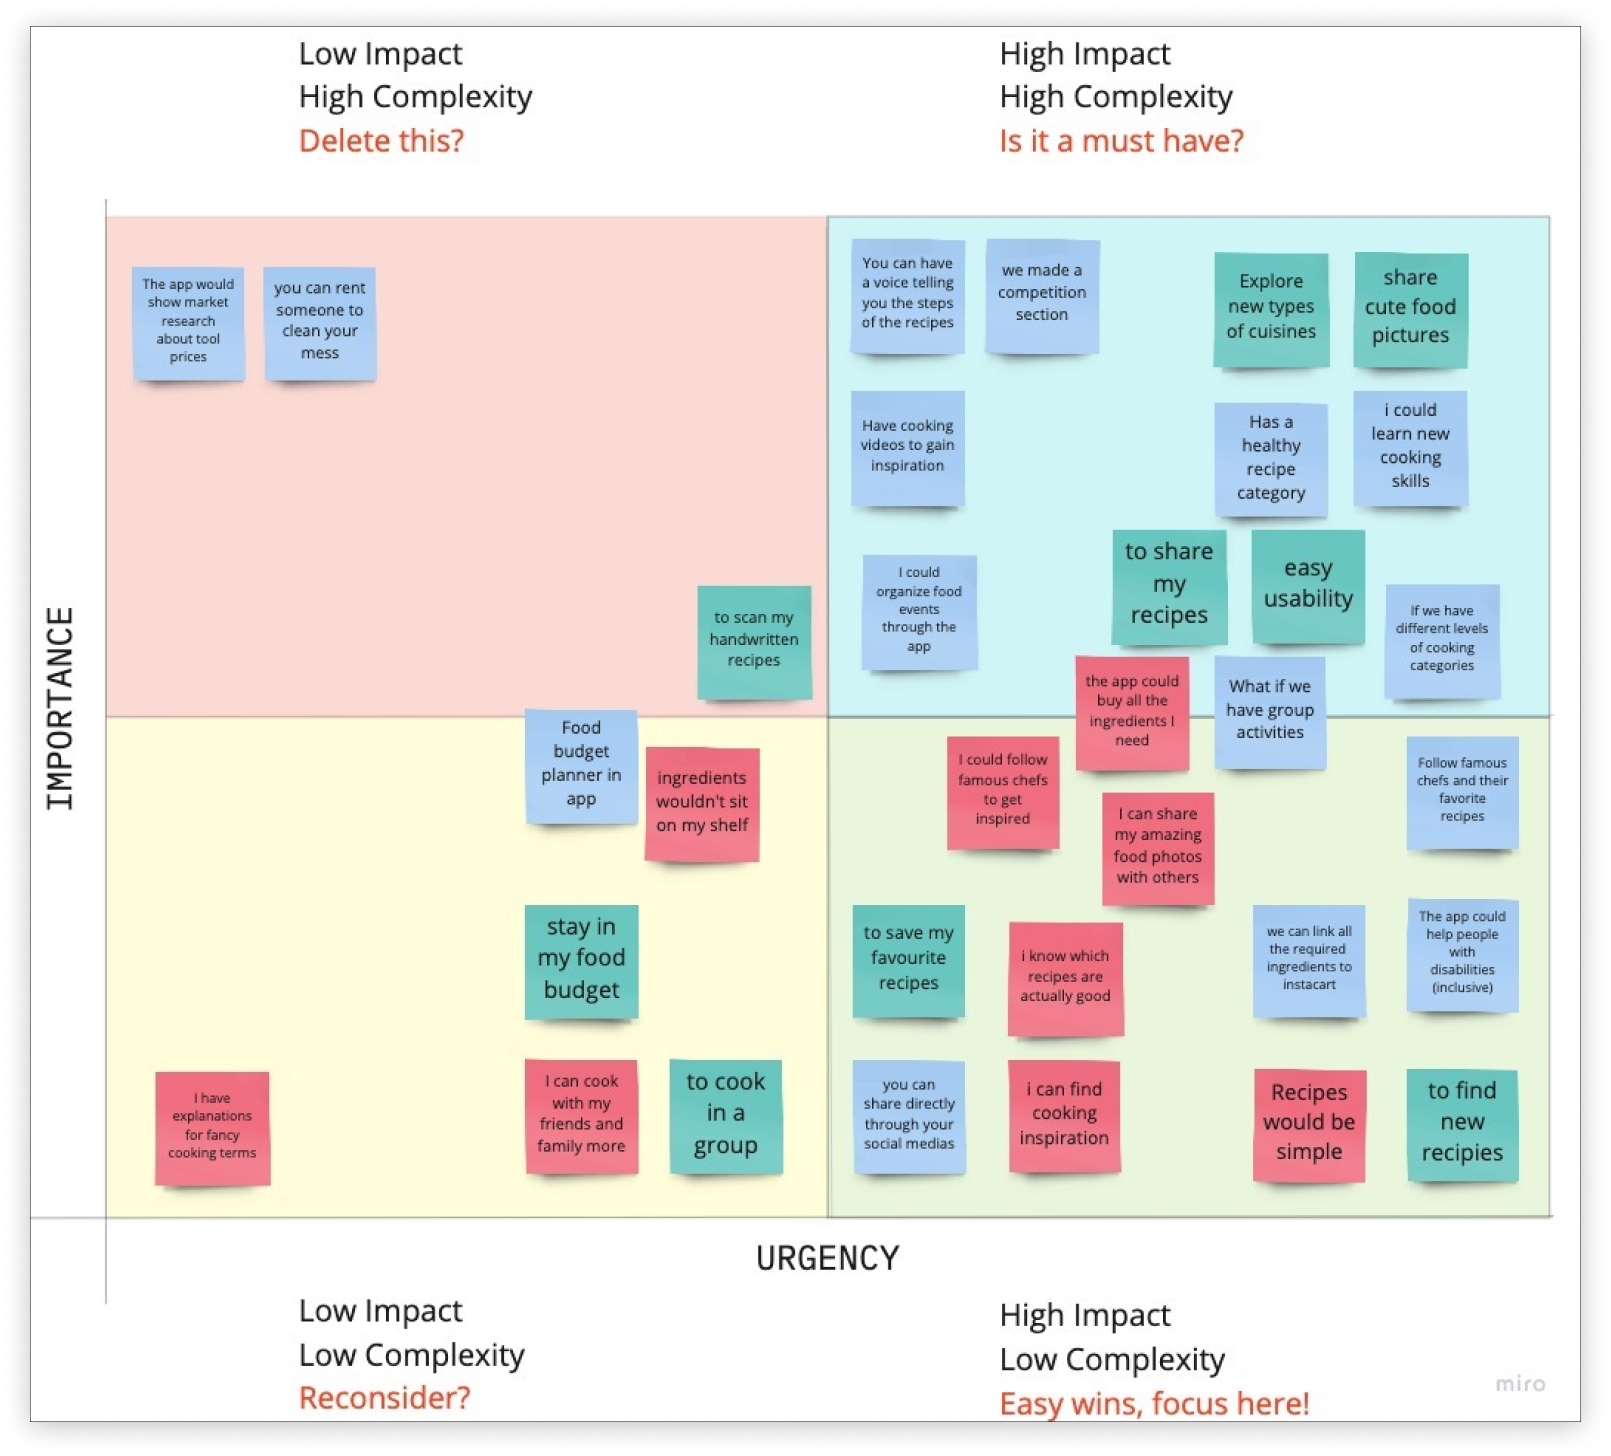 Low Impact
High Complexity
Delete this?
High Impact
High Complexity
Is it a must have?
The app would
show market
research
about tool
prices
you can rent
someone to
clean your
mess
You can have
a voice telling
you the steps
of the recipes
we made a
competition
section
Explore
new types
of cuisines
share
cute food
pictures
Have cooking
videos to gain
inspiration
Has a
healthy
recipe
category
i could
learn new
cooking
skills
to scan my
handwritten
recipes
I could
organize food
events
through the
app
to share
my
recipes
easy
usability
If we have
different levels
of cooking
categories
the app could
buy all the
ingredients I
need
What if we
have group
activities
IMPORTANCE
Food
budget
planner in
app
ingredients
wouldn't sit
on my shelf
I could follow
famous chefs
to get
inspired
I can share
my amazing
food photos
with others
Follow famous
chefs and their
favorite
recipes
stay in
my food
budget
to save my
favourite
recipes
i know which
recipes are
actually good
we can link all
the required
ingredients to
instacart
The app could
help people
with
disabilities
(inclusive)
I have
explanations
for fancy
cooking terms
I can cook
with my
friends and
family more
to cook
in a
group
you can
share directly
through your
social medias
i can find
cooking
inspiration
Recipes
would be
simple
to find
new
recipies
URGENCY
Low Impact
Low Complexity
Reconsider?
High Impact
Low Complexity
Easy wins, focus here!
miro